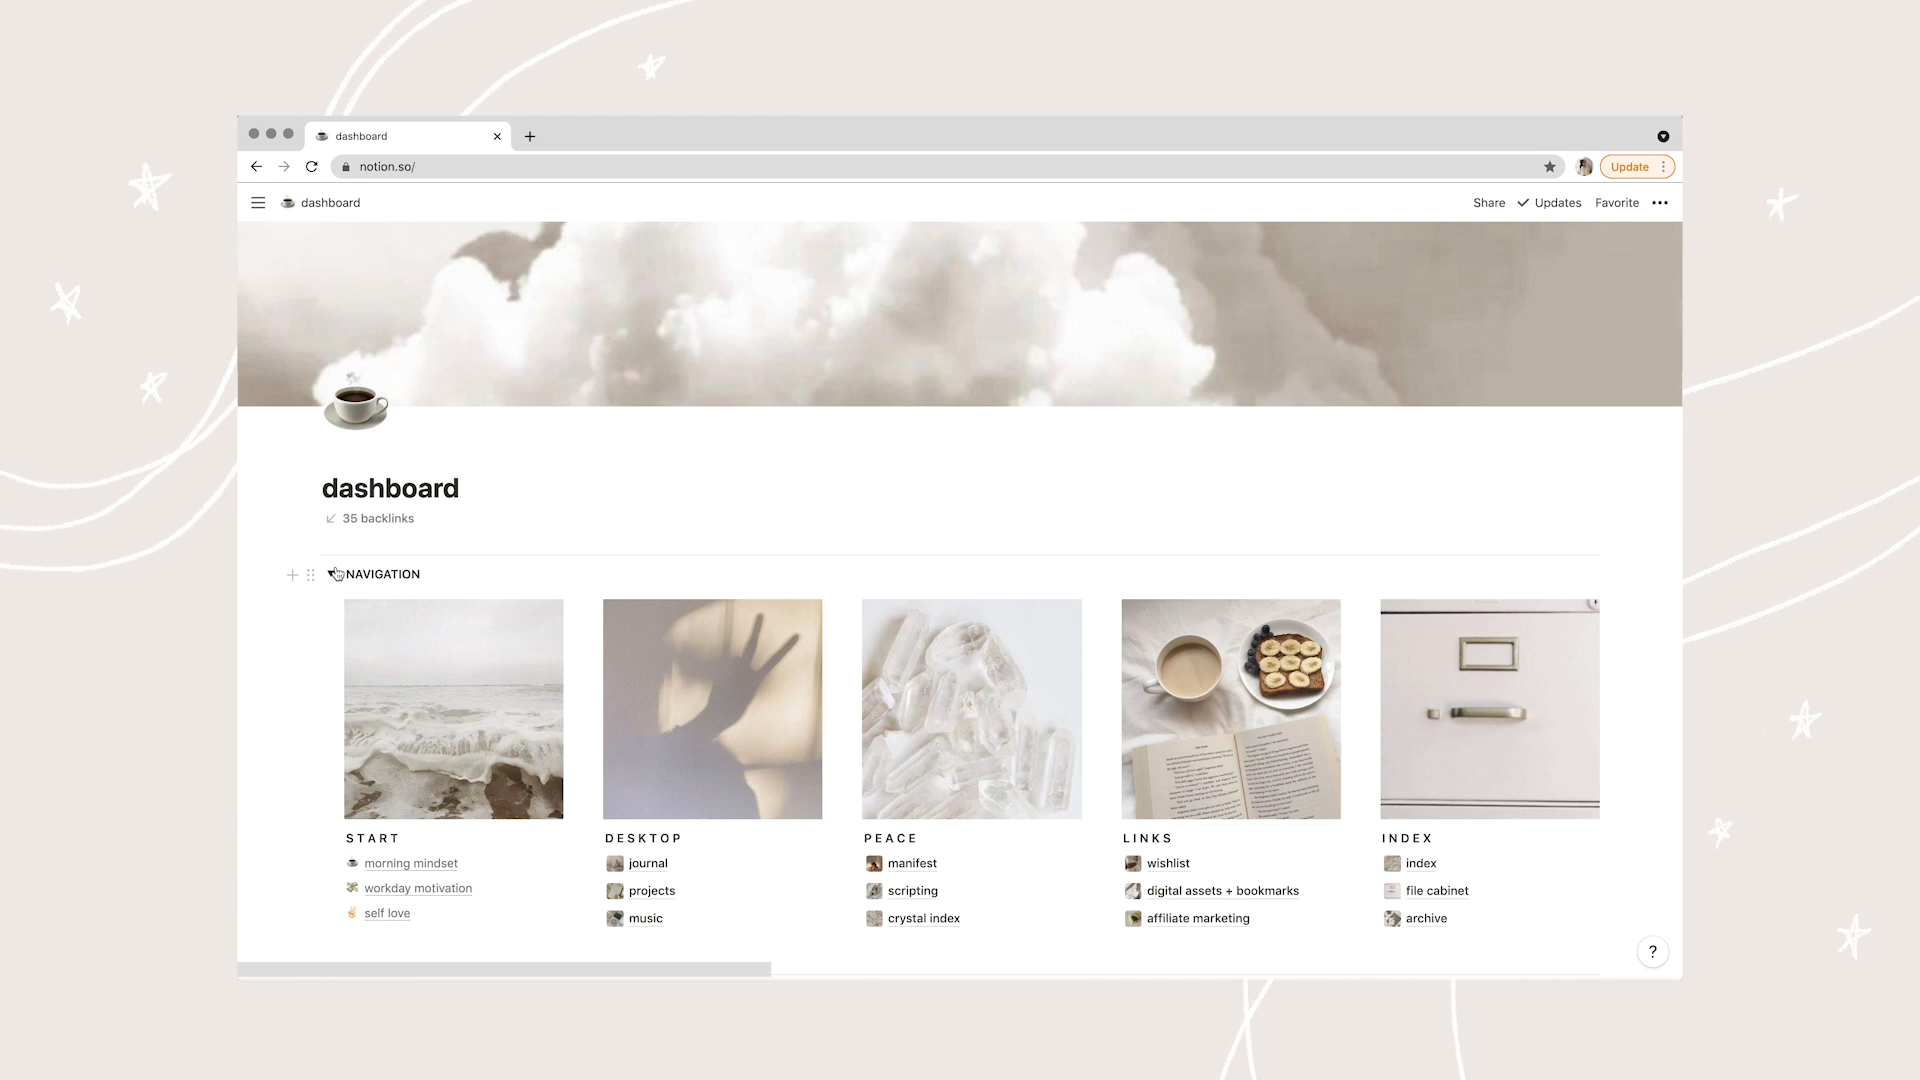 dashboard
notion.so/
Update
dashboard
Share
Updates
Favorite
dashboard
35 backlinks
NAVIGATION
START
morning mindset
workday motivation
self love
DESKTOP
journal
projects
music
PEACE
manifest
scripting
crystal index
LINKS
wishlist
digital assets + bookmarks
affiliate marketing
INDEX
index
file cabinet
archive
?